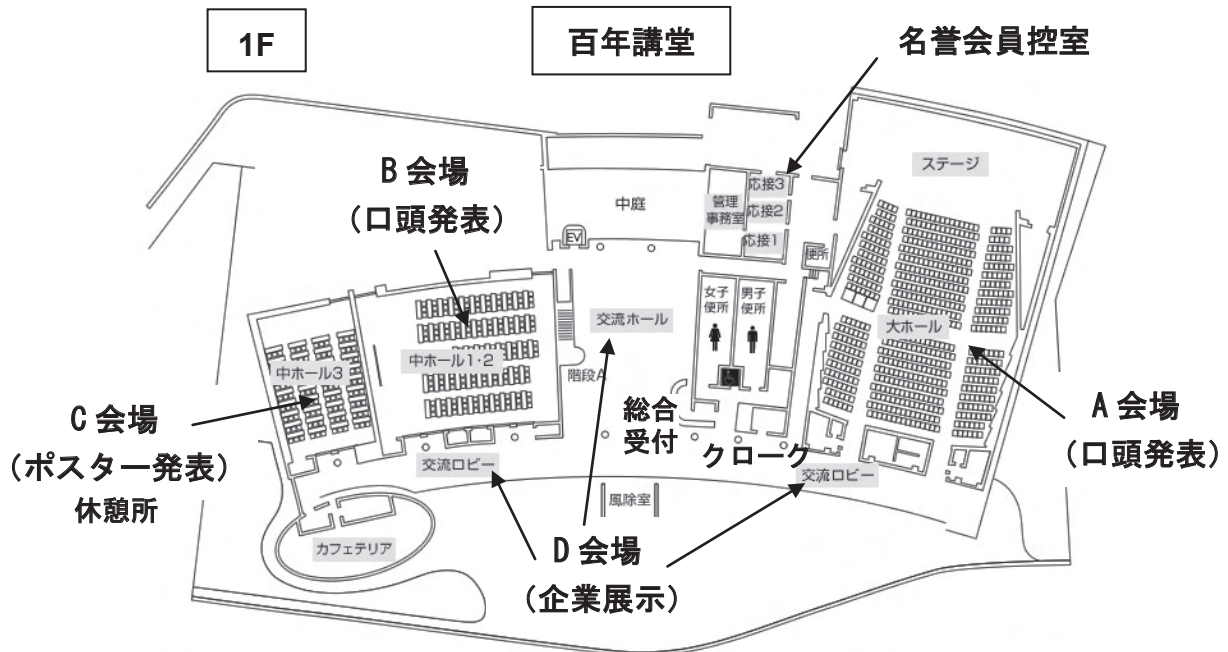 1F
百年講堂
名誉会員控室
ステージ
B会場
(口頭発表)
中庭
管理
事務室
応接3
応接2
応接1
EV
便所
女子
便所
男子
便所
交流ホール
大ホール
中ホール1・2
中ホール3
階段A
C会場
(ポスター発表)
休憩所
総合
受付
クローク
A会場
(口頭発表)
交流ロビー
交流ロビー
風除室
カフェテリア
D会場
(企業展示)